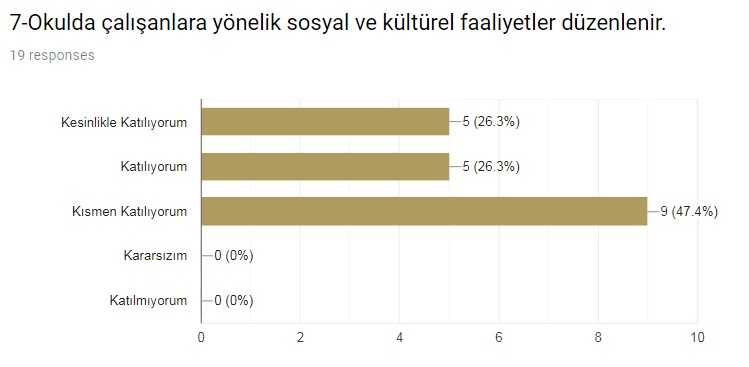 7-Okulda çalışanlara yönelik sosyal ve kültürel faaliyetler düzenlenir.
19 responses
Kesinlikle Katılıyorum 5 (26.3%)
Katılıyorum 5 (26.3%)
Kısmen Katılıyorum 9 (47.4%)
Kararsızım 0 (0%)
Katılmıyorum 0 (0%)
0 2 4 6 8 10